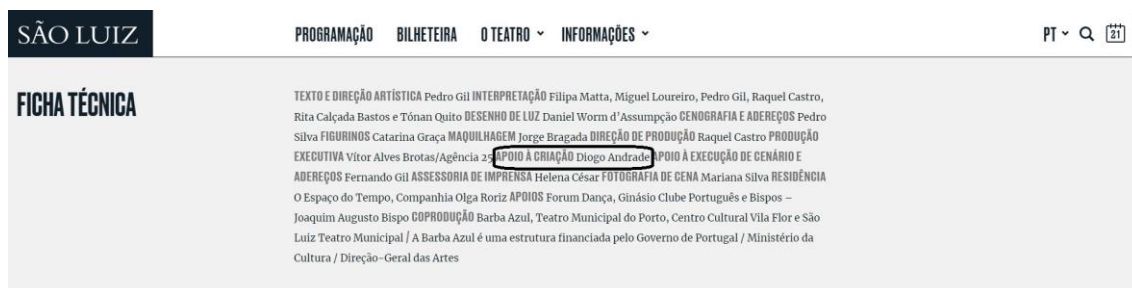 SÃO LUIZ
PROGRAMAÇÃO BILHETEIRA O TEATRO INFORMAÇÕES
PT 21
FICHA TÉCNICA
TEXTO E DIREÇÃO ARTÍSTICA Pedro Gil INTERPRETAÇÃO Filipa Matta, Miguel Loureiro, Pedro Gil, Raquel Castro,
Rita Calçada Bastos e Tónan Quito DESENHO DE LUZ Daniel Worm d'Assumpção CENOGRAFIA E ADEREÇOS Pedro
Silva FIGURINOS Catarina Graça MAQUILHAGEM Jorge Bragada DIREÇÃO DE PRODUÇÃO Raquel Castro PRODUÇÃO
EXECUTIVA Vítor Alves Brotas/Agência 25 APOIO À CRIAÇÃO Diogo Andrade APOIO À EXECUÇÃO DE CENÁRIO E
ADEREÇOS Fernando Gil ASSESSORIA DE IMPRENSA Helena César FOTOGRAFIA DE CENA Mariana Silva RESIDÊNCIA
O Espaço do Tempo, Companhia Olga Roriz APOIOS Forum Dança, Ginásio Clube Português e Bispos –
Joaquim Augusto Bispo COPRODUÇÃO Barba Azul, Teatro Municipal do Porto, Centro Cultural Vila Flor e São
Luiz Teatro Municipal / A Barba Azul é uma estrutura financiada pelo Governo de Portugal / Ministério da
Cultura / Direção-Geral das Artes